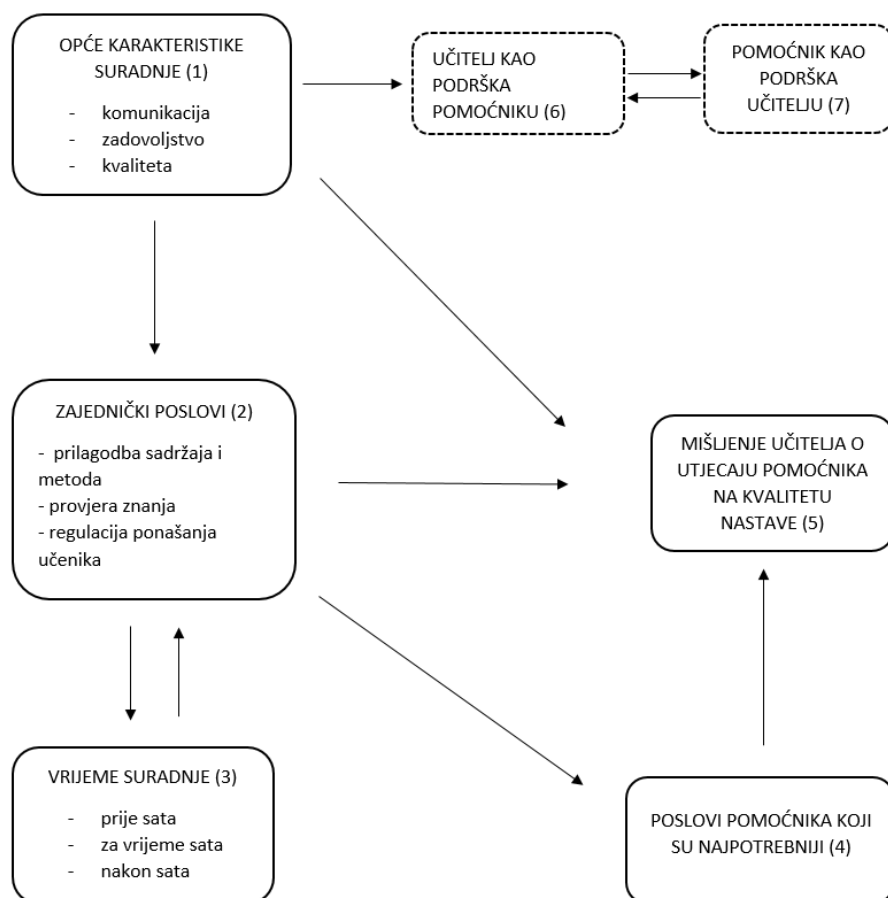 OPĆE KARAKTERISTIKE
SURADNJE (1)
- komunikacija
- zadovoljstvo
- kvaliteta
UČITELJ KAO
PODRŠKA
POMOĆNIKU (6)
POMOĆNIK KAO
PODRŠKA
UČITELJU (7)
ZAJEDNIČKI POSLOVI (2)
- prilagodba sadržaja i
metoda
- provjera znanja
- regulacija ponašanja
učenika
MIŠLJENJE UČITELJA O
UTJECAJU POMOĆNIKA
NA KVALITETU
NASTAVE (5)
VRIJEME SURADNJE (3)
- prije sata
- za vrijeme sata
- nakon sata
POSLOVI POMOĆNIKA KOJI
SU NAJPOTREBNIJI (4)